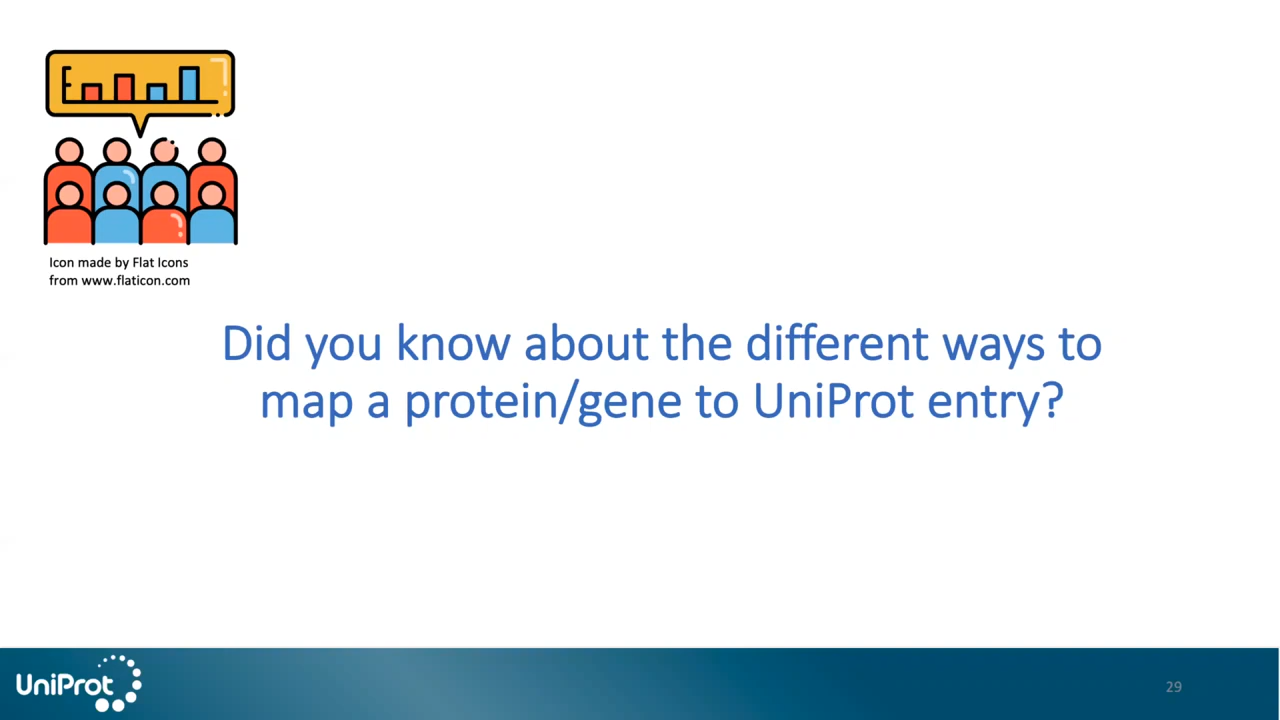 Icon made by Flat Icons
from www.flaticon.com
Did you know about the different ways to
map a protein/gene to UniProt entry?
UniProt
29